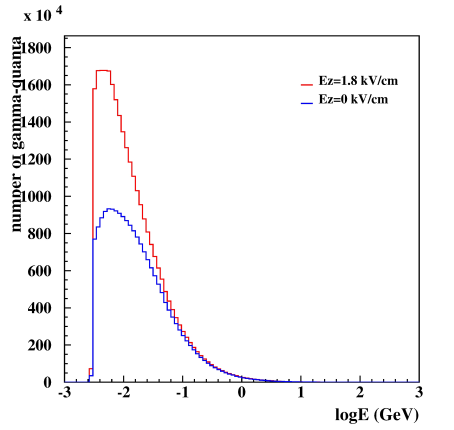 x 10 4
number of gamma-quanta
1800
1600
1400
1200
1000
800
600
400
200
0
Ez=1.8 kV/cm
Ez=0 kV/cm
-3 -2 -1 0 1 2 3
logE (GeV)